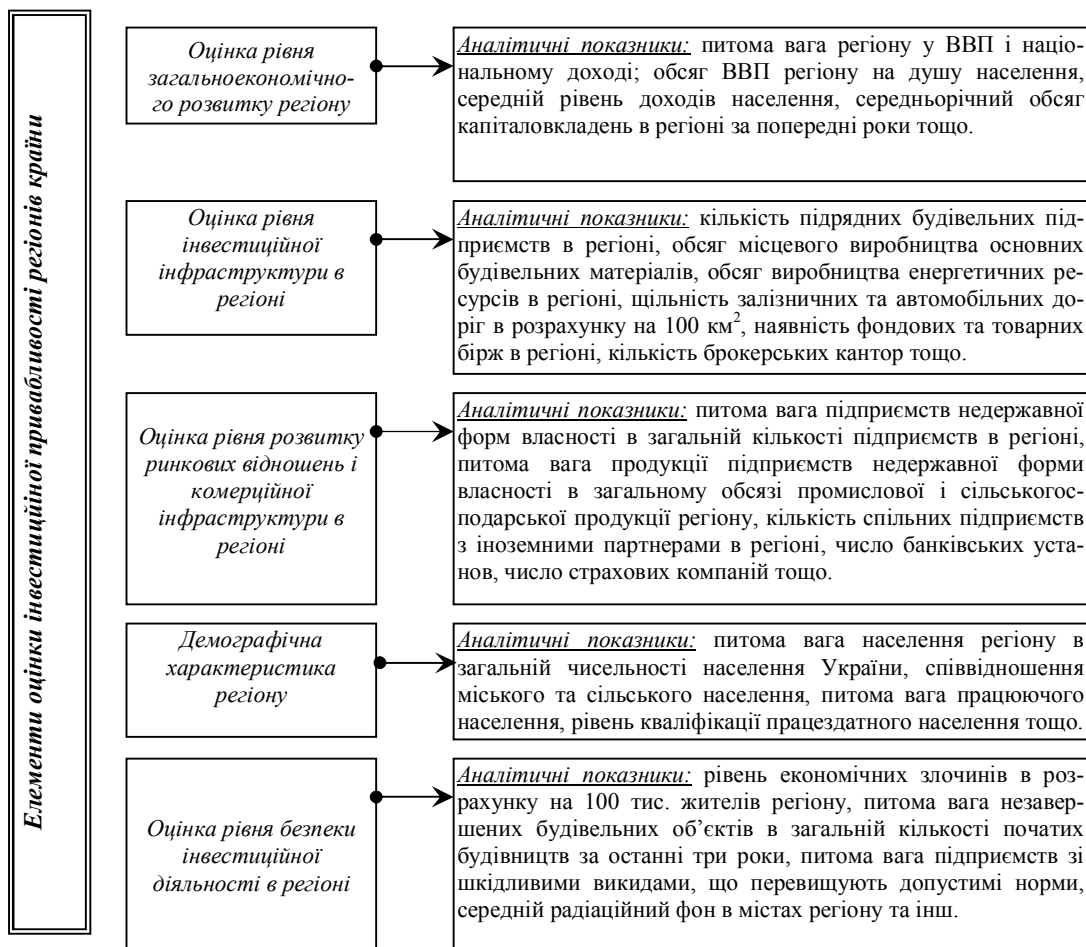 Елементи оцінки інвестиційної привабливості регіонів країни
Оцінка рівня
загальноекономічно-
го розвитку регіону
Аналітичні показники: питома вага регіону у ВВП і націо-
нальному доході; обсяг ВВП регіону на душу населення,
середній рівень доходів населення, середньорічний обсяг
капіталовкладень в регіоні за попередні роки тощо.
Оцінка рівня
інвестиційної
інфраструктури в
регіоні
Аналітичні показники: кількість підрядних будівельних під-
приємств в регіоні, обсяг місцевого виробництва основних
будівельних матеріалів, обсяг виробництва енергетичних ре-
сурсів в регіоні, щільність залізничних та автомобільних до-
ріг в розрахунку на 100 км², наявність фондових та товарних
бірж в регіоні, кількість брокерських кантор тощо.
Оцінка рівня розвитку
ринкових відношень і
комерційної
інфраструктури в
регіоні
Аналітичні показники: питома вага підприємств недержавної
форм власності в загальній кількості підприємств в регіоні,
питома вага продукції підприємств недержавної форми
власності в загальному обсязі промислової і сільськогос-
подарської продукції регіону, кількість спільних підприємств
з іноземними партнерами в регіоні, число банківських уста-
нов, число страхових компаній тощо.
Демографічна
характеристика
регіону
Аналітичні показники: питома вага населення регіону в
загальній чисельності населення України, співвідношення
міського та сільського населення, питома вага працюючого
населення, рівень кваліфікації працездатного населення тощо.
Оцінка рівня безпеки
інвестиційної
діяльності в регіоні
Аналітичні показники: рівень економічних злочинів в роз-
рахунку на 100 тис. жителів регіону, питома вага незавер-
шених будівельних об’єктів в загальній кількості початих
будівництв за останні три роки, питома вага підприємств зі
шкідливими викидами, що перевищують допустимі норми,
середній радіаційний фон в містах регіону та інш.